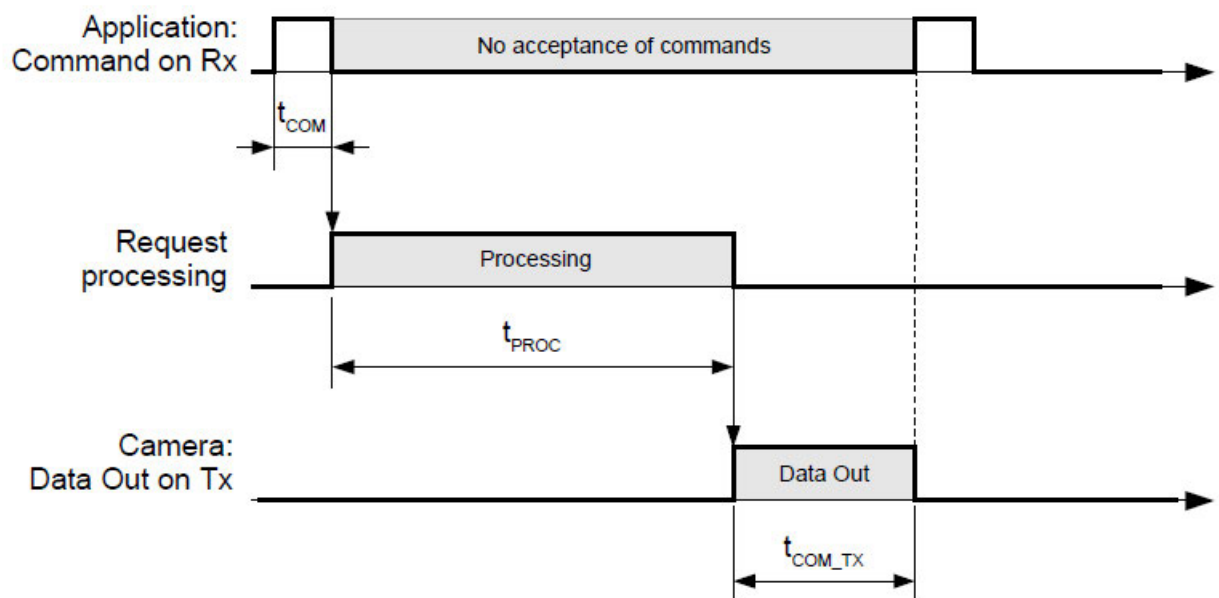 Application:
Command on Rx
No acceptance of commands
tCOM
Request
processing
Processing
tPROC
Camera:
Data Out on Tx
Data Out
tCOM_TX